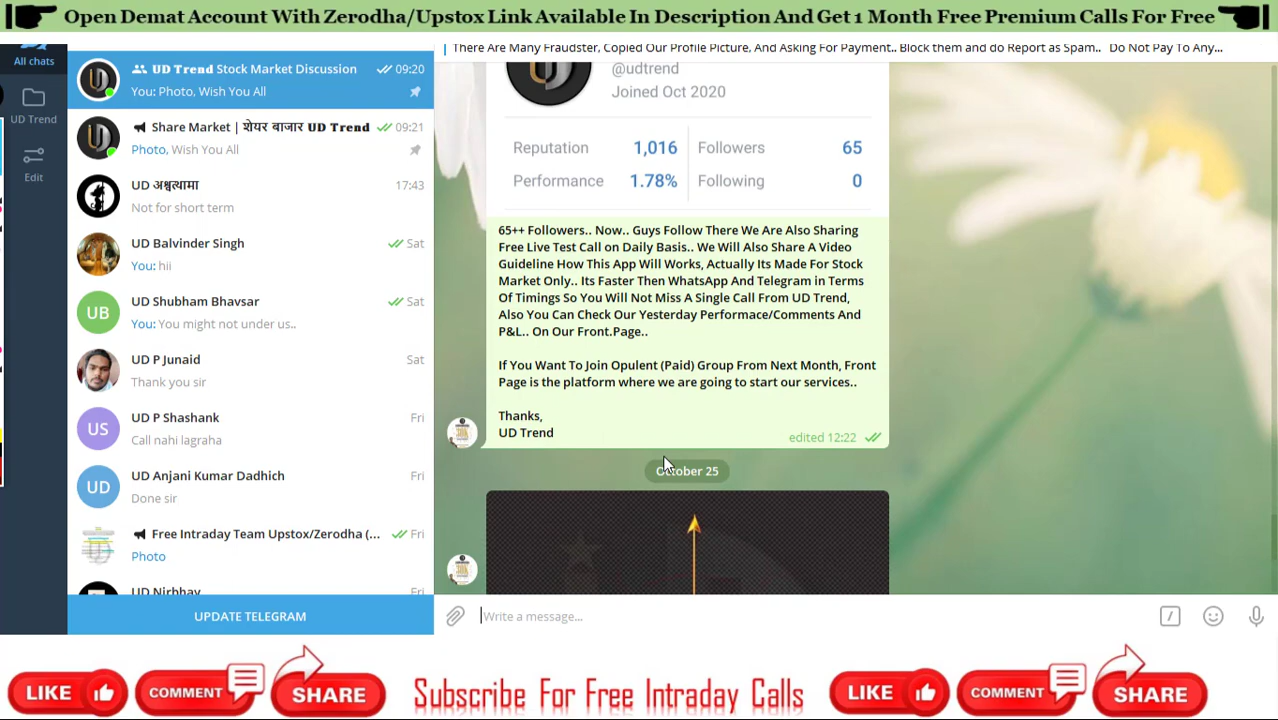 Open Demat Account With Zerodha/Upstox Link Available In Description And Get 1 Month Free Premium Calls For Free
There Are Many Fraudster, Copied Our Profile Picture, And Asking For Payment.. Block them and do Report as Spam.. Do Not Pay To Any...
All chats
UD Trend
Edit
UD Trend Stock Market Discussion 09:20
You: Photo, Wish You All
Share Market | शेयर बाजार UD Trend 09:21
Photo, Wish You All
UD अश्वत्थामा 17:43
Not for short term
UD Balvinder Singh Sat
You: hii
UB
UD Shubham Bhavsar Sat
You: You might not under us..
UD P Junaid Sat
Thank you sir
US
UD P Shashank Fri
Call nahi lagraha
UD
UD Anjani Kumar Dadhich Fri
Done sir
Free Intraday Team Upstox/Zerodha (... Fri
Photo
UD Nirbhay Fri
UPDATE TELEGRAM
@udtrend
Joined Oct 2020
Reputation 1,016 Followers 65
Performance 1.78% Following 0
65++ Followers.. Now.. Guys Follow There We Are Also Sharing
Free Live Test Call on Daily Basis.. We Will Also Share A Video
Guideline How This App Will Works, Actually Its Made For Stock
Market Only.. Its Faster Then WhatsApp And Telegram in Terms
Of Timings So You Will Not Miss A Single Call From UD Trend,
Also You Can Check Our Yesterday Performace/Comments And
P&L.. On Our Front.Page..
If You Want To Join Opulent (Paid) Group From Next Month, Front
Page is the platform where we are going to start our services..
Thanks,
UD Trend
edited 12:22
October 25
Write a message...
LIKE COMMENT SHARE Subscribe For Free Intraday Calls LIKE COMMENT SHARE